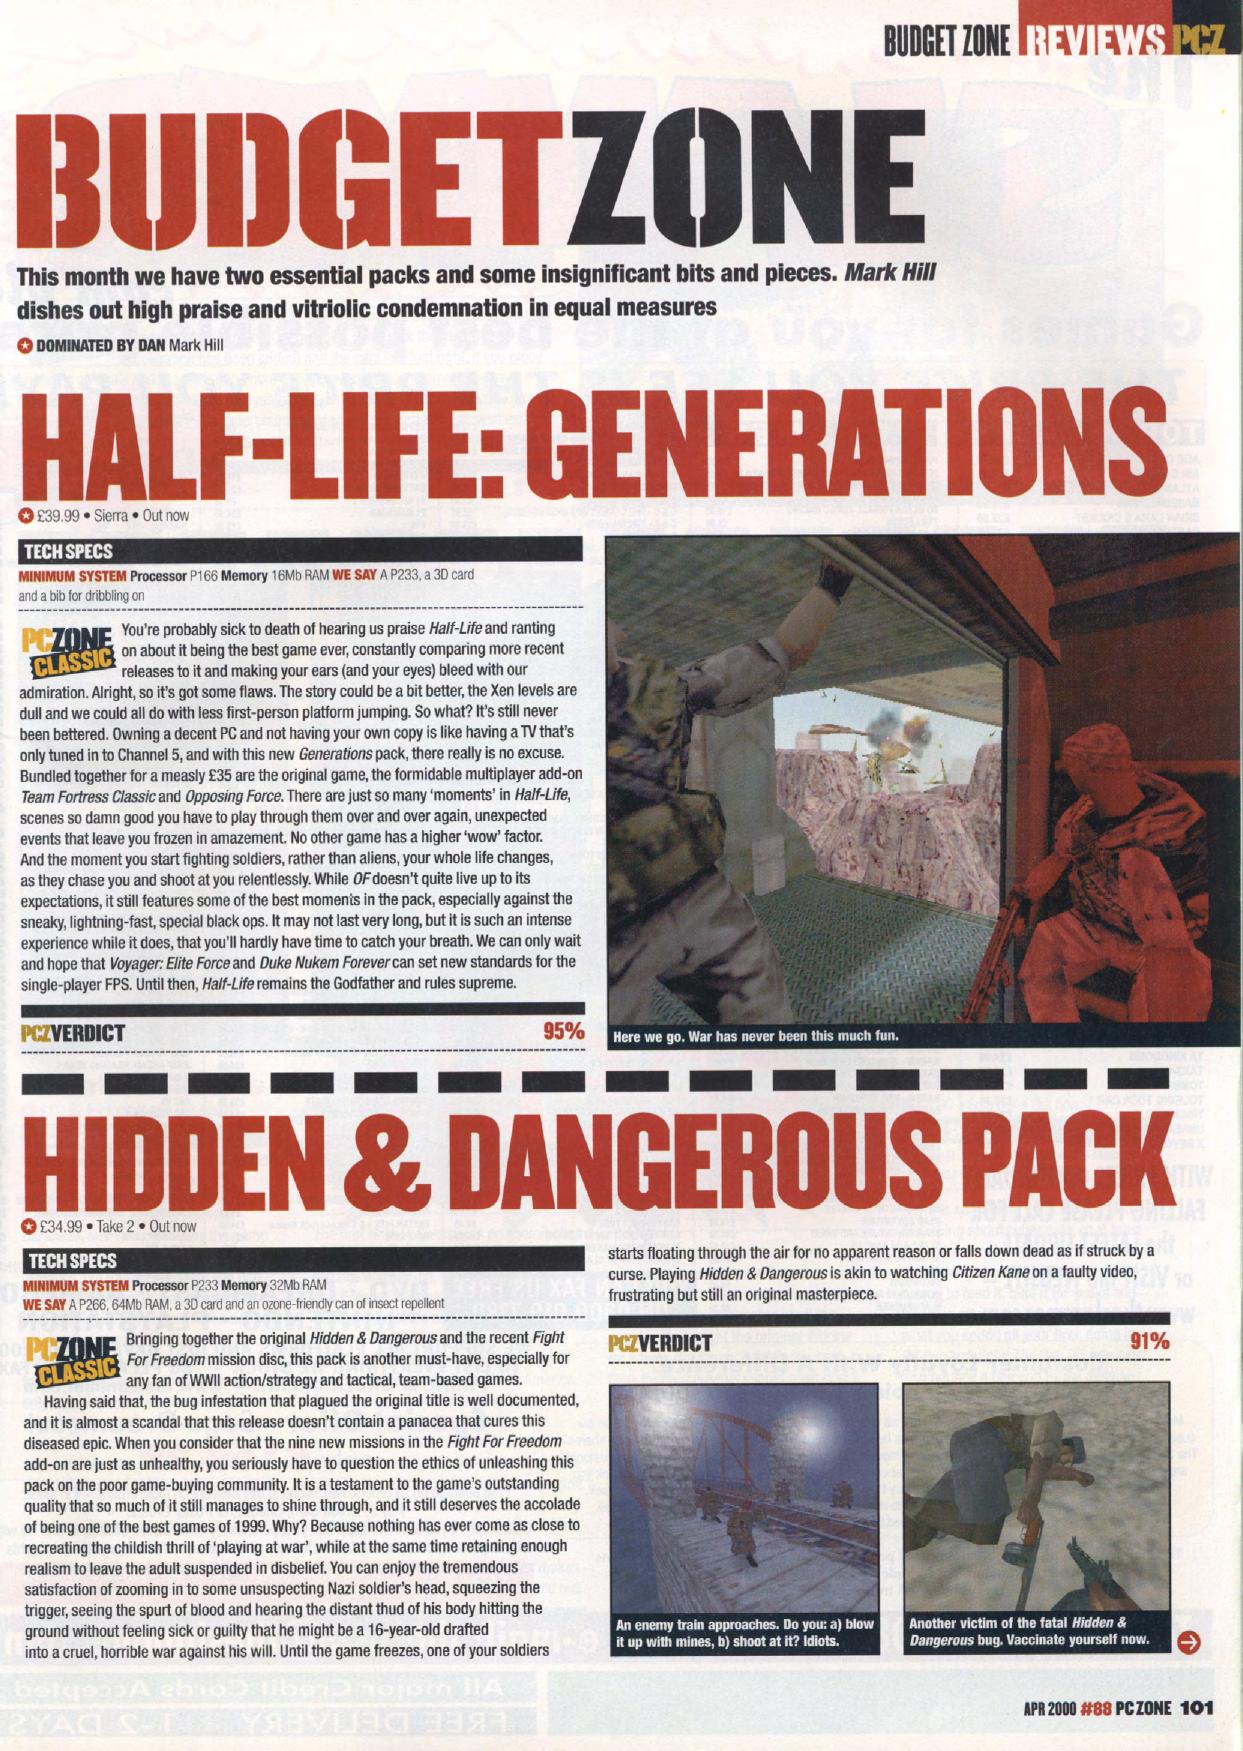 BUDGET ZONE REVIEWS PCZ
BUDGETZONE
This month we have two essential packs and some insignificant bits and pieces. Mark Hill
dishes out high praise and vitriolic condemnation in equal measures
DOMINATED BY DAN Mark Hill
HALF-LIFE: GENERATIONS
£39.99 • Sierra • Out now
TECH SPECS
MINIMUM SYSTEM Processor P166 Memory 16Mb RAM WE SAY A P233, a 3D card
and a bib for dribbling on
PCZONE
CLASSIC
You're probably sick to death of hearing us praise Half-Life and ranting
on about it being the best game ever, constantly comparing more recent
releases to it and making your ears (and your eyes) bleed with our
admiration. Alright, so it's got some flaws. The story could be a bit better, the Xen levels are
dull and we could all do with less first-person platform jumping. So what? It's still never
been bettered. Owning a decent PC and not having your own copy is like having a TV that's
only tuned in to Channel 5, and with this new Generations pack, there really is no excuse.
Bundled together for a measly £35 are the original game, the formidable multiplayer add-on
Team Fortress Classic and Opposing Force. There are just so many 'moments' in Half-Life,
scenes so damn good you have to play through them over and over again, unexpected
events that leave you frozen in amazement. No other game has a higher 'wow' factor.
And the moment you start fighting soldiers, rather than aliens, your whole life changes,
as they chase you and shoot at you relentlessly. While OF doesn't quite live up to its
expectations, it still features some of the best moments in the pack, especially against the
sneaky, lightning-fast, special black ops. It may not last very long, but it is such an intense
experience while it does, that you'll hardly have time to catch your breath. We can only wait
and hope that Voyager: Elite Force and Duke Nukem Forever can set new standards for the
single-player FPS. Until then, Half-Life remains the Godfather and rules supreme.
PCZVERDICT 95%
Here we go. War has never been this much fun.
HIDDEN & DANGEROUS PACK
£34.99 • Take 2 • Out now
TECH SPECS
MINIMUM SYSTEM Processor P233 Memory 32Mb RAM
WE SAY A P266, 64Mb RAM, a 3D card and an ozone-friendly can of insect repellent
PCZONE
CLASSIC
Bringing together the original Hidden & Dangerous and the recent Fight
For Freedom mission disc, this pack is another must-have, especially for
any fan of WWII action/strategy and tactical, team-based games.
Having said that, the bug infestation that plagued the original title is well documented,
and it is almost a scandal that this release doesn't contain a panacea that cures this
diseased epic. When you consider that the nine new missions in the Fight For Freedom
add-on are just as unhealthy, you seriously have to question the ethics of unleashing this
pack on the poor game-buying community. It is a testament to the game's outstanding
quality that so much of it still manages to shine through, and it still deserves the accolade
of being one of the best games of 1999. Why? Because nothing has ever come as close to
recreating the childish thrill of 'playing at war', while at the same time retaining enough
realism to leave the adult suspended in disbelief. You can enjoy the tremendous
satisfaction of zooming in to some unsuspecting Nazi soldier's head, squeezing the
trigger, seeing the spurt of blood and hearing the distant thud of his body hitting the
ground without feeling sick or guilty that he might be a 16-year-old drafted
into a cruel, horrible war against his will. Until the game freezes, one of your soldiers
starts floating through the air for no apparent reason or falls down dead as if struck by a
curse. Playing Hidden & Dangerous is akin to watching Citizen Kane on a faulty video,
frustrating but still an original masterpiece.
PCZVERDICT 91%
An enemy train approaches. Do you: a) blow
it up with mines, b) shoot at it? Idiots.
Another victim of the fatal Hidden &
Dangerous bug. Vaccinate yourself now.
APR 2000 #88 PC ZONE 101